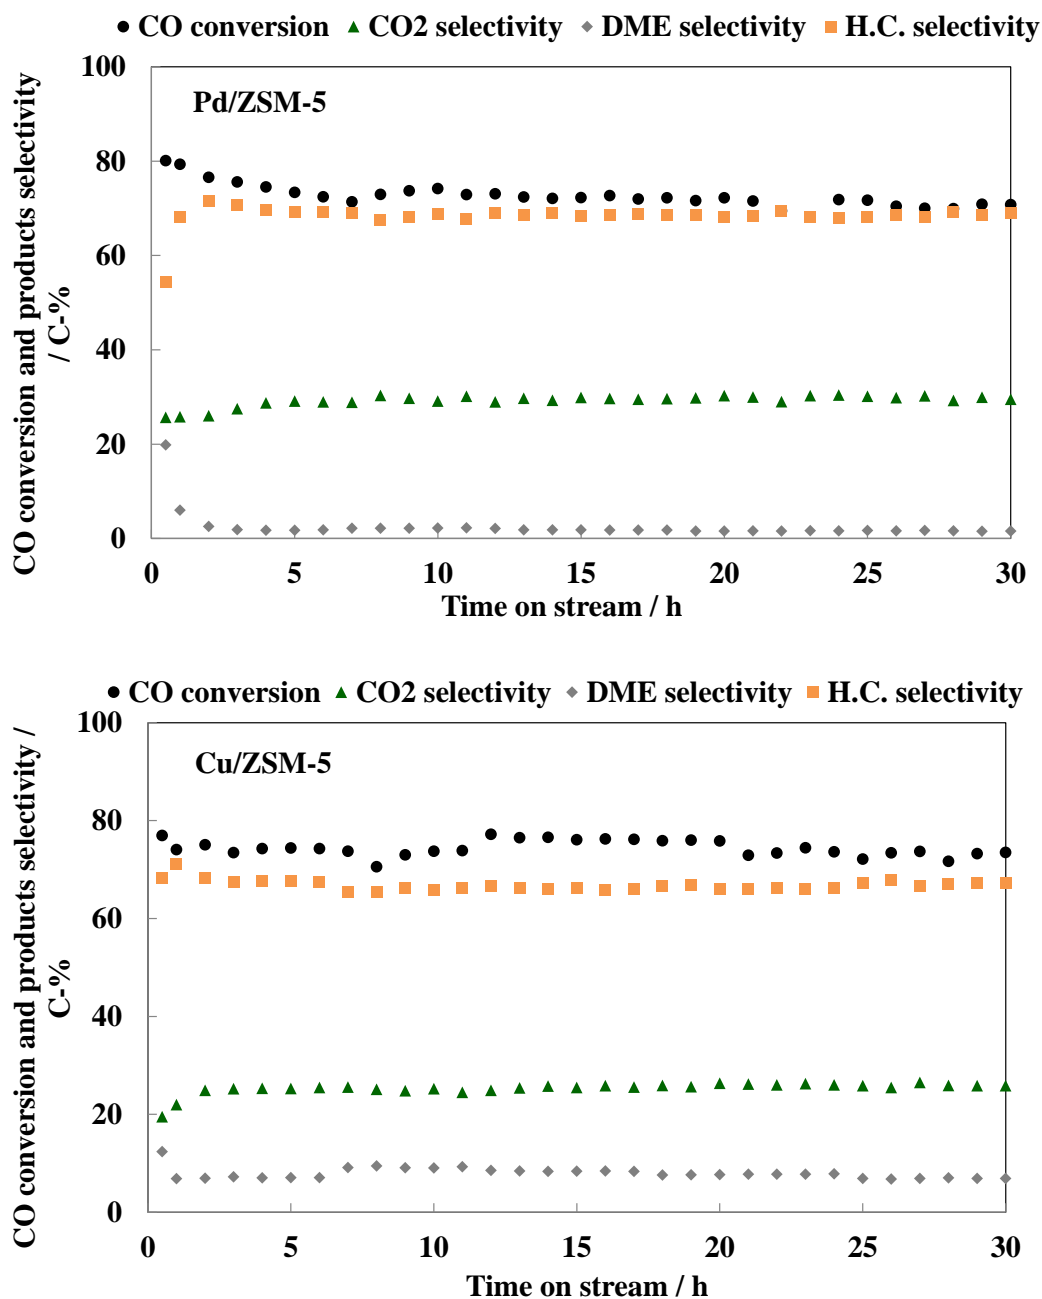 CO conversion CO2 selectivity DME selectivity H.C. selectivity
CO conversion and products selectivity
/ C-%
100
80
60
40
20
0
Pd/ZSM-5
0 5 10 15 20 25 30
Time on stream / h
CO conversion CO2 selectivity DME selectivity H.C. selectivity
CO conversion and products selectivity /
C-%
100
80
60
40
20
0
Cu/ZSM-5
0 5 10 15 20 25 30
Time on stream / h